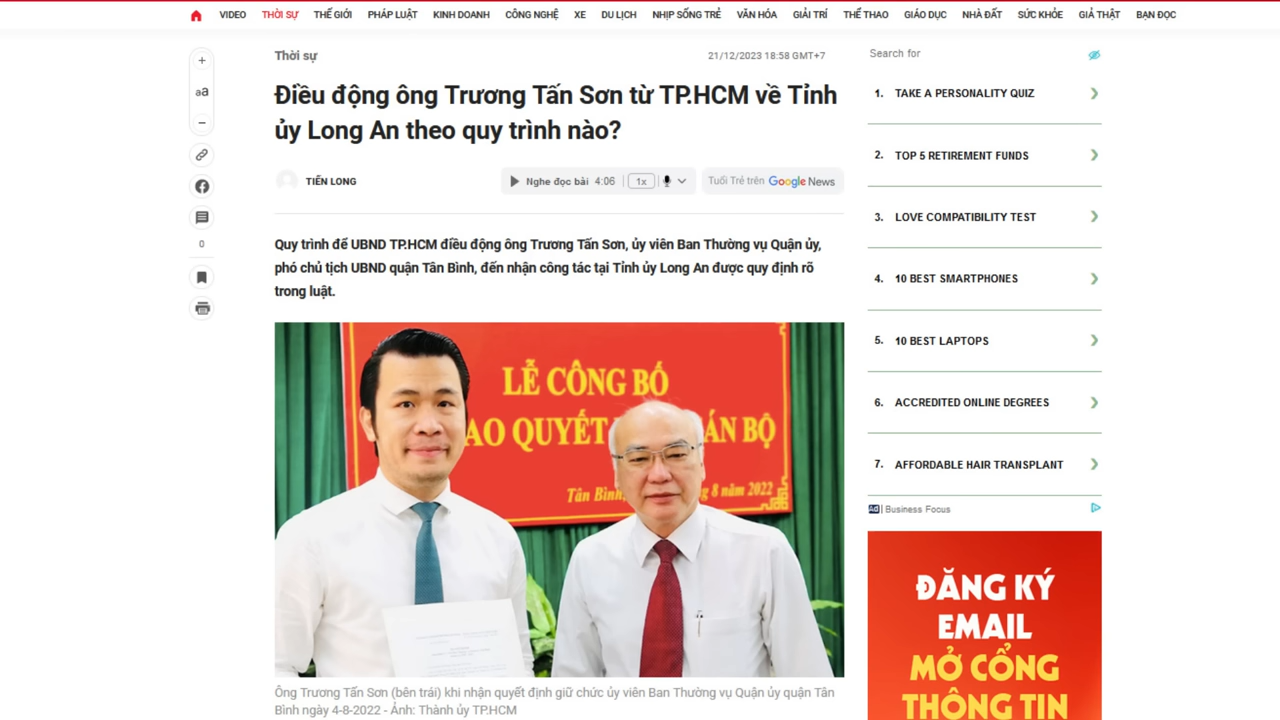 VIDEO THỜI SỰ THẾ GIỚI PHÁP LUẬT KINH DOANH CÔNG NGHỆ XE DU LỊCH NHỊP SỐNG TRẺ VĂN HÓA GIẢI TRÍ THỂ THAO GIÁO DỤC NHÀ ĐẤT SỨC KHỎE GIẢ THẬT BẠN ĐỌC
+
aa
−
0
Thời sự 21/12/2023 18:58 GMT+7
Điều động ông Trương Tấn Sơn từ TP.HCM về Tỉnh
ủy Long An theo quy trình nào?
TIẾN LONG Nghe đọc bài 4:06 1x Tuổi Trẻ trên Google News
Quy trình để UBND TP.HCM điều động ông Trương Tấn Sơn, ủy viên Ban Thường vụ Quận ủy,
phó chủ tịch UBND quận Tân Bình, đến nhận công tác tại Tỉnh ủy Long An được quy định rõ
trong luật.
LỄ CÔNG BỐ
AO QUYẾT ÁN BỘ
Tân Bình, g 8 năm 2022
Ông Trương Tấn Sơn (bên trái) khi nhận quyết định giữ chức ủy viên Ban Thường vụ Quận ủy quận Tân
Bình ngày 4-8-2022 - Ảnh: Thành ủy TP.HCM
Search for
1. TAKE A PERSONALITY QUIZ
2. TOP 5 RETIREMENT FUNDS
3. LOVE COMPATIBILITY TEST
4. 10 BEST SMARTPHONES
5. 10 BEST LAPTOPS
6. ACCREDITED ONLINE DEGREES
7. AFFORDABLE HAIR TRANSPLANT
Ad | Business Focus
ĐĂNG KÝ
EMAIL
MỞ CỔNG
THÔNG TIN